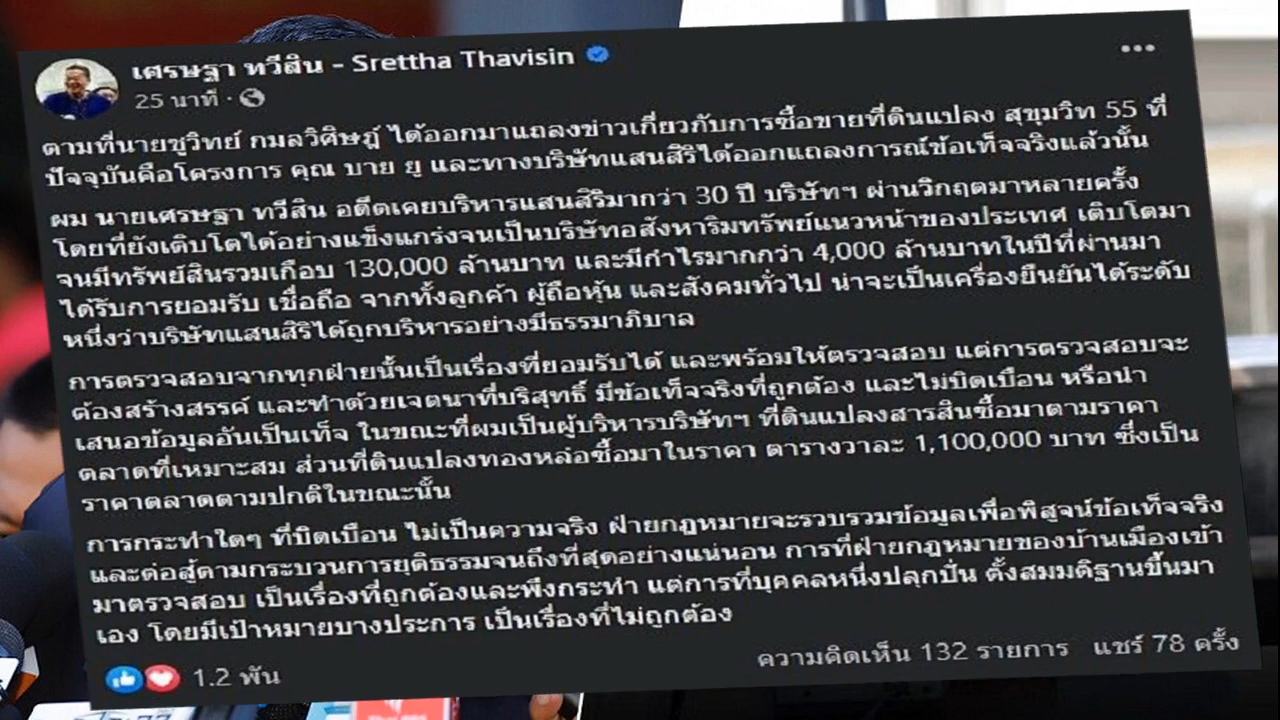 เศรษฐา ทวีสิน - Srettha Thavisin
25 นาที ·
ตามที่นายชูวิทย์ กมลวิศิษฎ์ ได้ออกมาแถลงข่าวเกี่ยวกับการซื้อขายที่ดินแปลง สุขุมวิท 55 ที่
ปัจจุบันคือโครงการ คุณ บาย ยู และทางบริษัทแสนสิริได้ออกแถลงการณ์ข้อเท็จจริงแล้วนั้น
ผม นายเศรษฐา ทวีสิน อดีตเคยบริหารแสนสิริมากว่า 30 ปี บริษัทฯ ผ่านวิกฤตมาหลายครั้ง
โดยที่ยังเติบโตได้อย่างแข็งแกร่งจนเป็นบริษัทอสังหาริมทรัพย์แนวหน้าของประเทศ เติบโตมา
จนมีทรัพย์สินรวมเกือบ 130,000 ล้านบาท และมีกำไรมากกว่า 4,000 ล้านบาทในปีที่ผ่านมา
ได้รับการยอมรับ เชื่อถือ จากทั้งลูกค้า ผู้ถือหุ้น และสังคมทั่วไป น่าจะเป็นเครื่องยืนยันได้ระดับ
หนึ่งว่าบริษัทแสนสิริได้ถูกบริหารอย่างมีธรรมาภิบาล
การตรวจสอบจากทุกฝ่ายนั้นเป็นเรื่องที่ยอมรับได้ และพร้อมให้ตรวจสอบ แต่การตรวจสอบจะ
ต้องสร้างสรรค์ และทำด้วยเจตนาที่บริสุทธิ์ มีข้อเท็จจริงที่ถูกต้อง และไม่บิดเบือน หรือนำ
เสนอข้อมูลอันเป็นเท็จ ในขณะที่ผมเป็นผู้บริหารบริษัทฯ ที่ดินแปลงสารสินซื้อมาตามราคา
ตลาดที่เหมาะสม ส่วนที่ดินแปลงทองหล่อซื้อมาในราคา ตารางวาละ 1,100,000 บาท ซึ่งเป็น
ราคาตลาดตามปกติในขณะนั้น
การกระทำใดๆ ที่บิดเบือน ไม่เป็นความจริง ฝ่ายกฎหมายจะรวบรวมข้อมูลเพื่อพิสูจน์ข้อเท็จจริง
และต่อสู้ตามกระบวนการยุติธรรมจนถึงที่สุดอย่างแน่นอน การที่ฝ่ายกฎหมายของบ้านเมืองเข้า
มาตรวจสอบ เป็นเรื่องที่ถูกต้องและพึงกระทำ แต่การที่บุคคลหนึ่งปลุกปั่น ตั้งสมมติฐานขึ้นมา
เอง โดยมีเป้าหมายบางประการ เป็นเรื่องที่ไม่ถูกต้อง
1.2 พัน ความคิดเห็น 132 รายการ แชร์ 78 ครั้ง